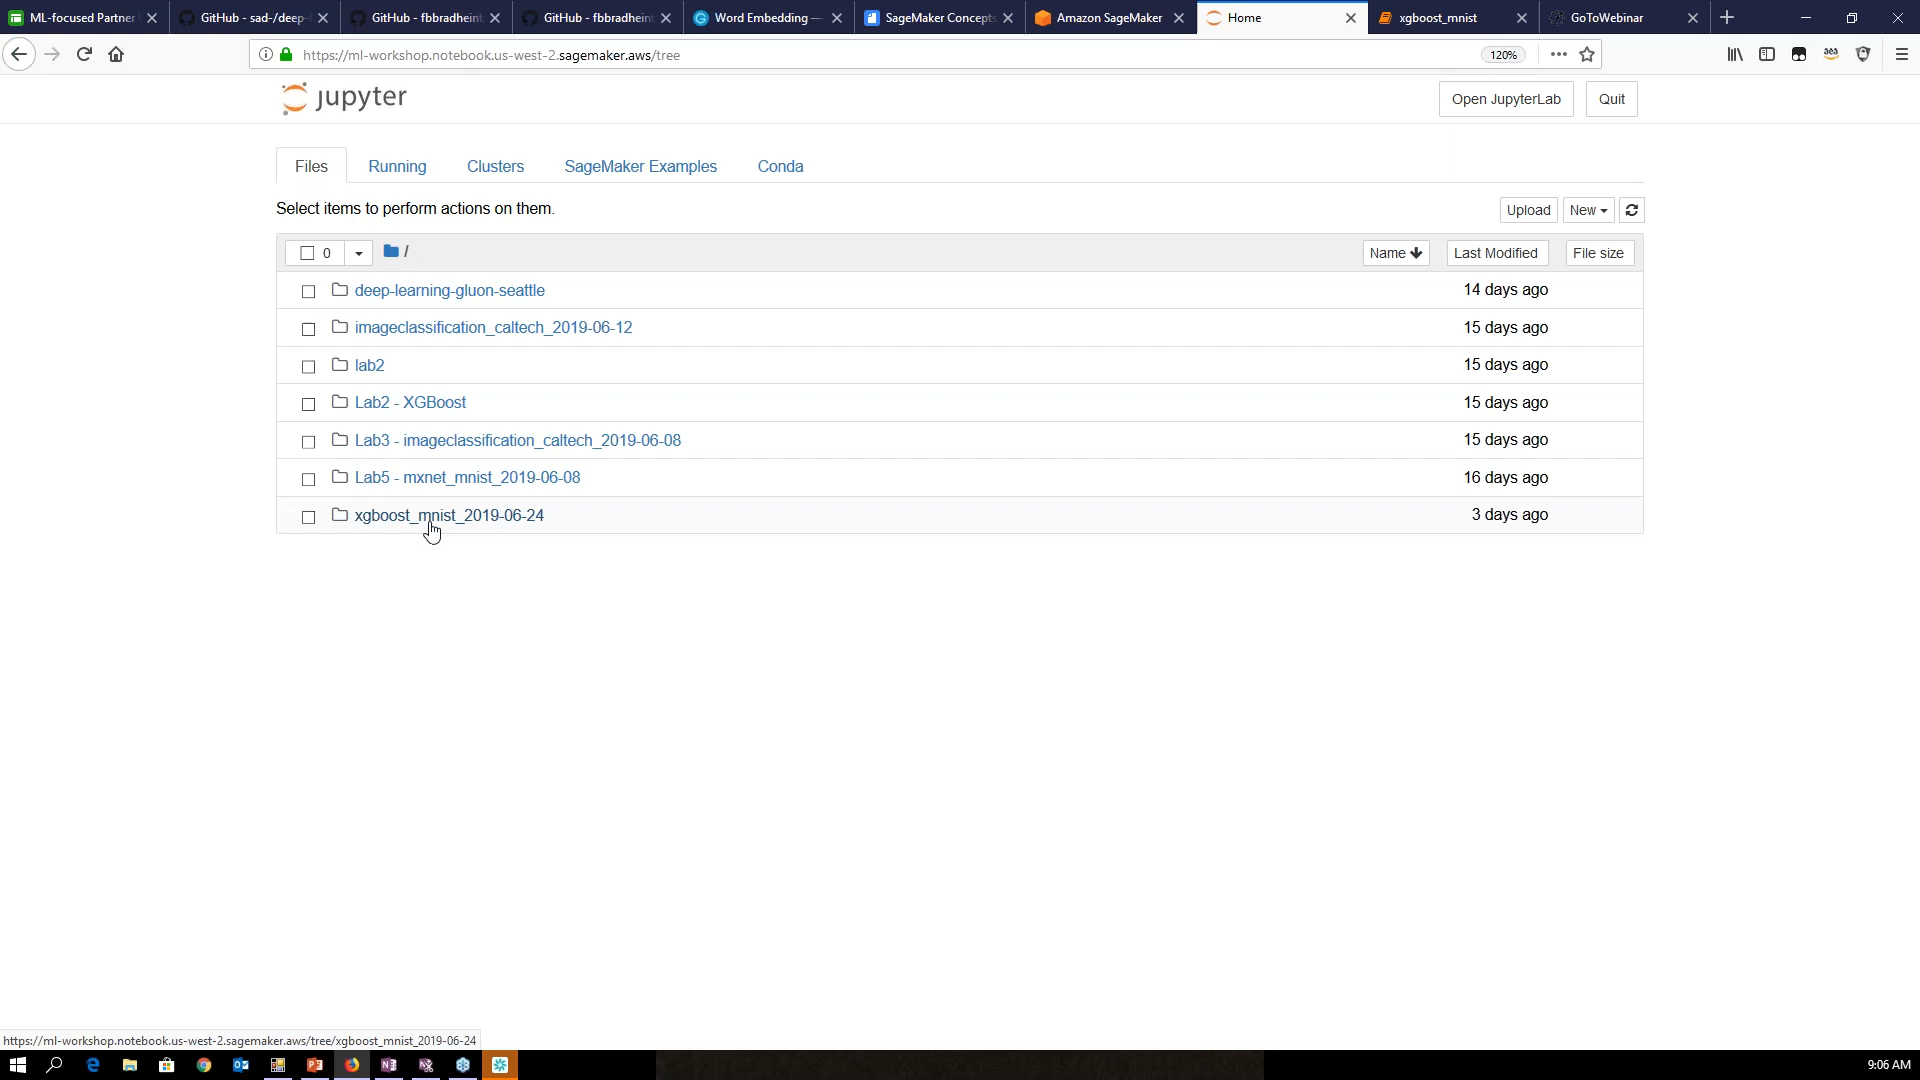 ML-focused Partner
GitHub - sad-/deep-
GitHub - fbbradheint
GitHub - fbbradheint
Word Embedding —
SageMaker Concepts
Amazon SageMaker
Home
xgboost_mnist
GoToWebinar
https://ml-workshop.notebook.us-west-2.sagemaker.aws/tree
120%
jupyter
Open JupyterLab
Quit
Files
Running
Clusters
SageMaker Examples
Conda
Select items to perform actions on them.
Upload
New
0
/
Name
Last Modified
File size
deep-learning-gluon-seattle 14 days ago
imageclassification_caltech_2019-06-12 15 days ago
lab2 15 days ago
Lab2 - XGBoost 15 days ago
Lab3 - imageclassification_caltech_2019-06-08 15 days ago
Lab5 - mxnet_mnist_2019-06-08 16 days ago
xgboost_mnist_2019-06-24 3 days ago
https://ml-workshop.notebook.us-west-2.sagemaker.aws/tree/xgboost_mnist_2019-06-24
9:06 AM